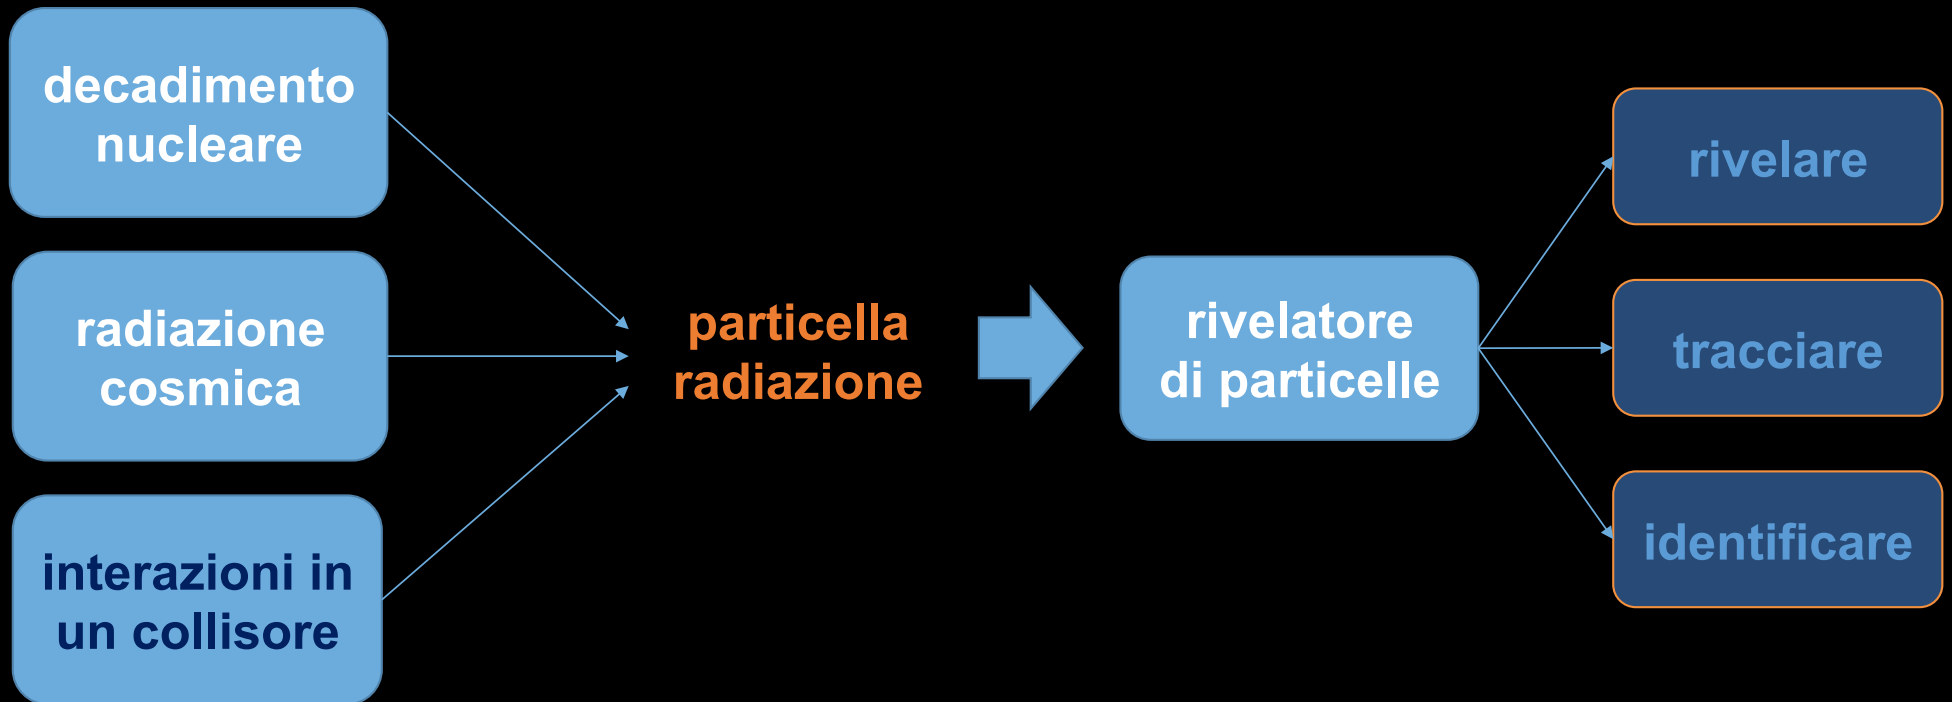 decadimento
nucleare
radiazione
cosmica
interazioni in
un collisore
particella
radiazione
rivelatore
di particelle
rivelare
tracciare
identificare